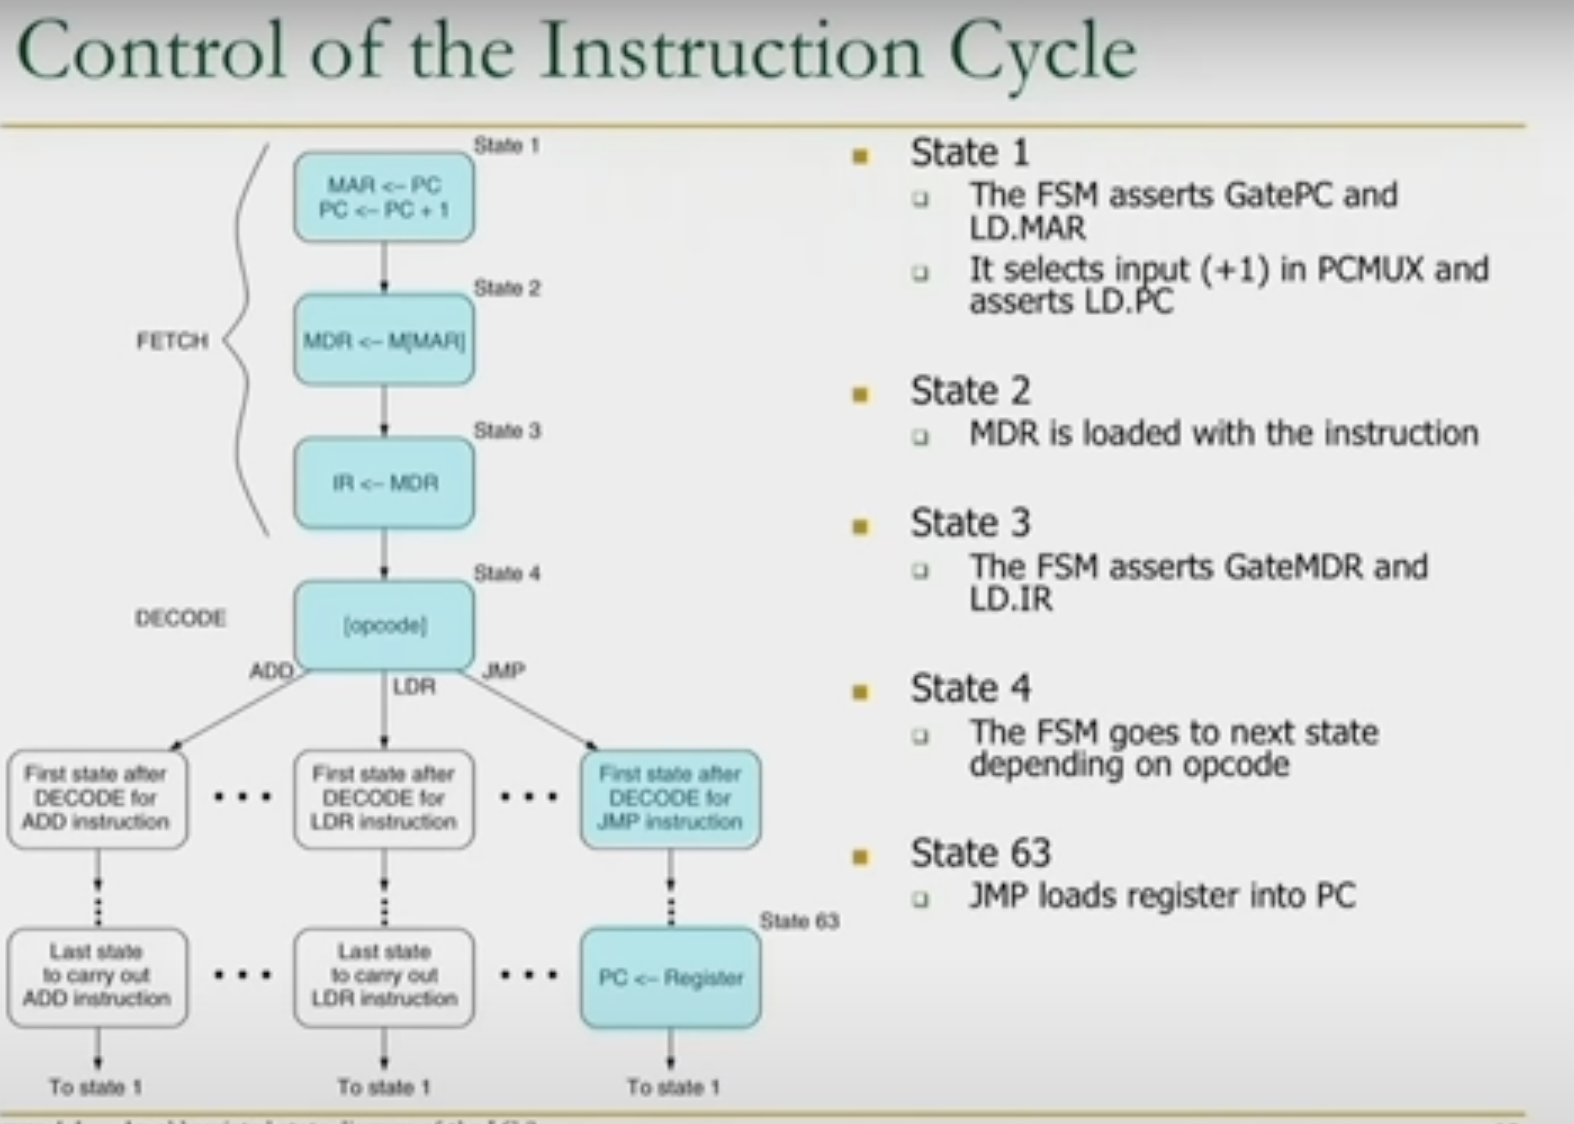 Control of the Instruction Cycle
State 1
MAR <– PC
PC <– PC + 1
State 2
FETCH
MDR <– M[MAR]
State 3
IR <– MDR
State 4
DECODE
[opcode]
ADD
LDR
JMP
First state after
DECODE for
ADD instruction
• • •
First state after
DECODE for
LDR instruction
• • •
First state after
DECODE for
JMP instruction
State 63
Last state
to carry out
ADD instruction
• • •
Last state
to carry out
LDR instruction
• • •
PC <– Register
To state 1
To state 1
To state 1
State 1
The FSM asserts GatePC and
LD.MAR
It selects input (+1) in PCMUX and
asserts LD.PC
State 2
MDR is loaded with the instruction
State 3
The FSM asserts GateMDR and
LD.IR
State 4
The FSM goes to next state
depending on opcode
State 63
JMP loads register into PC